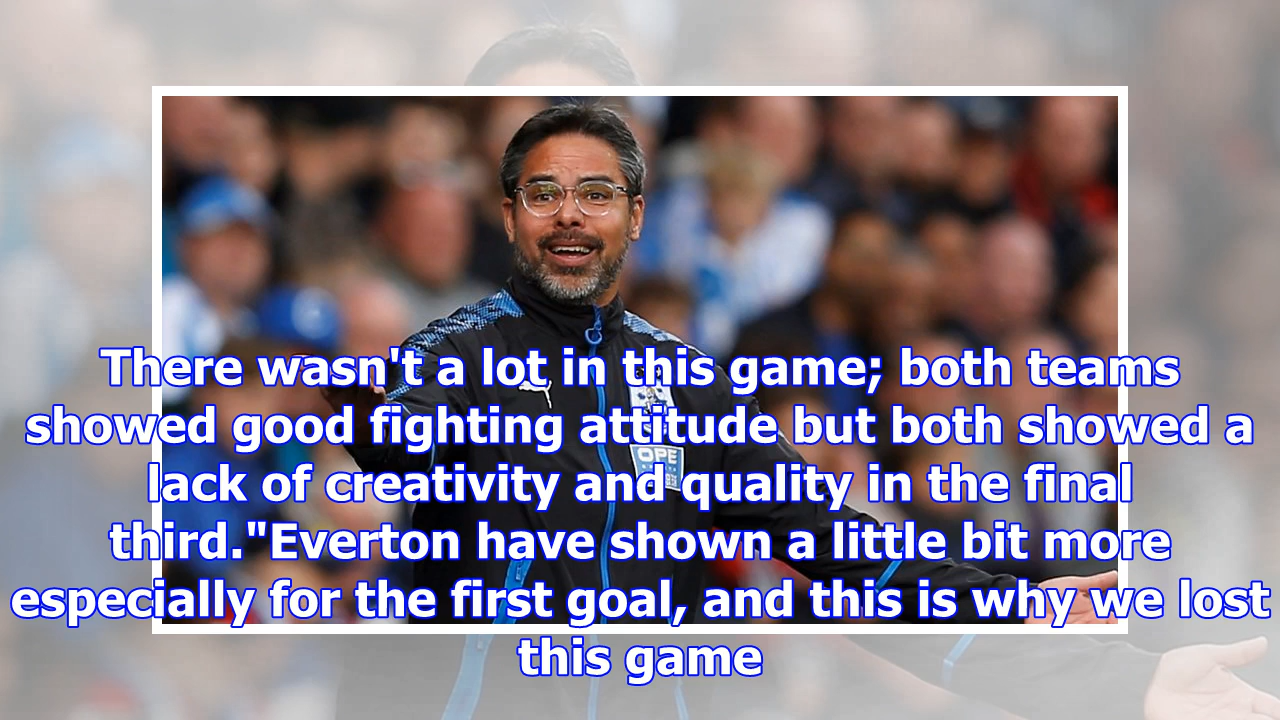 There wasn't a lot in this game; both teams
showed good fighting attitude but both showed a
lack of creativity and quality in the final
third."Everton have shown a little bit more
especially for the first goal, and this is why we lost
this game
OPE